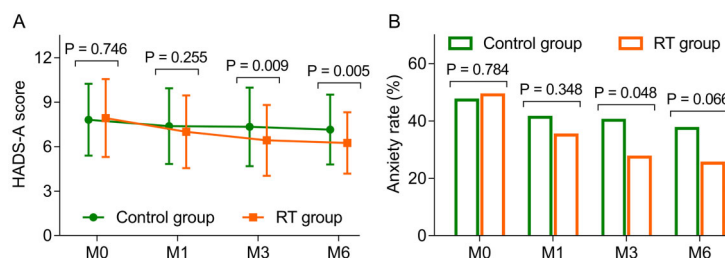 A
HADS-A score
12
9
6
3
0
P = 0.746
P = 0.255
P = 0.009
P = 0.005
Control group
RT group
M0
M1
M3
M6
B
Control group
RT group
Anxiety rate (%)
60
40
20
0
P = 0.784
P = 0.348
P = 0.048
P = 0.066
M0
M1
M3
M6